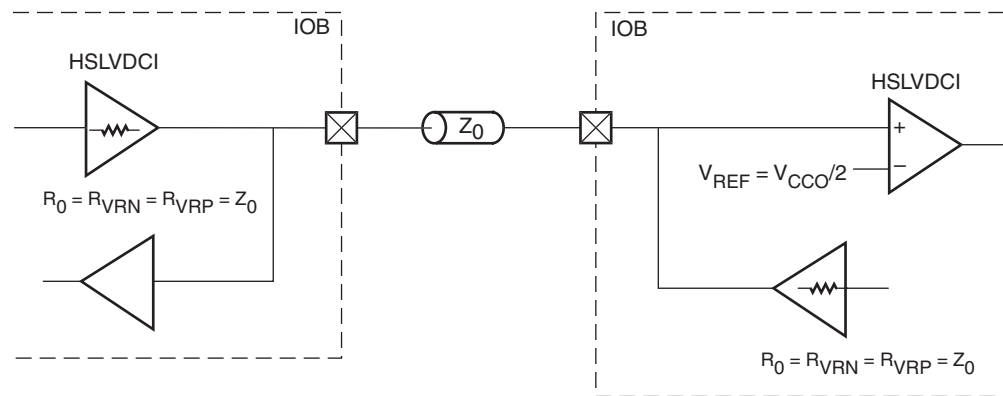 IOB
HSLVDCI
R0 = RVRN = RVRP = Z0
Z0
IOB
HSLVDCI
+
VREF = VCCO/2
–
R0 = RVRN = RVRP = Z0